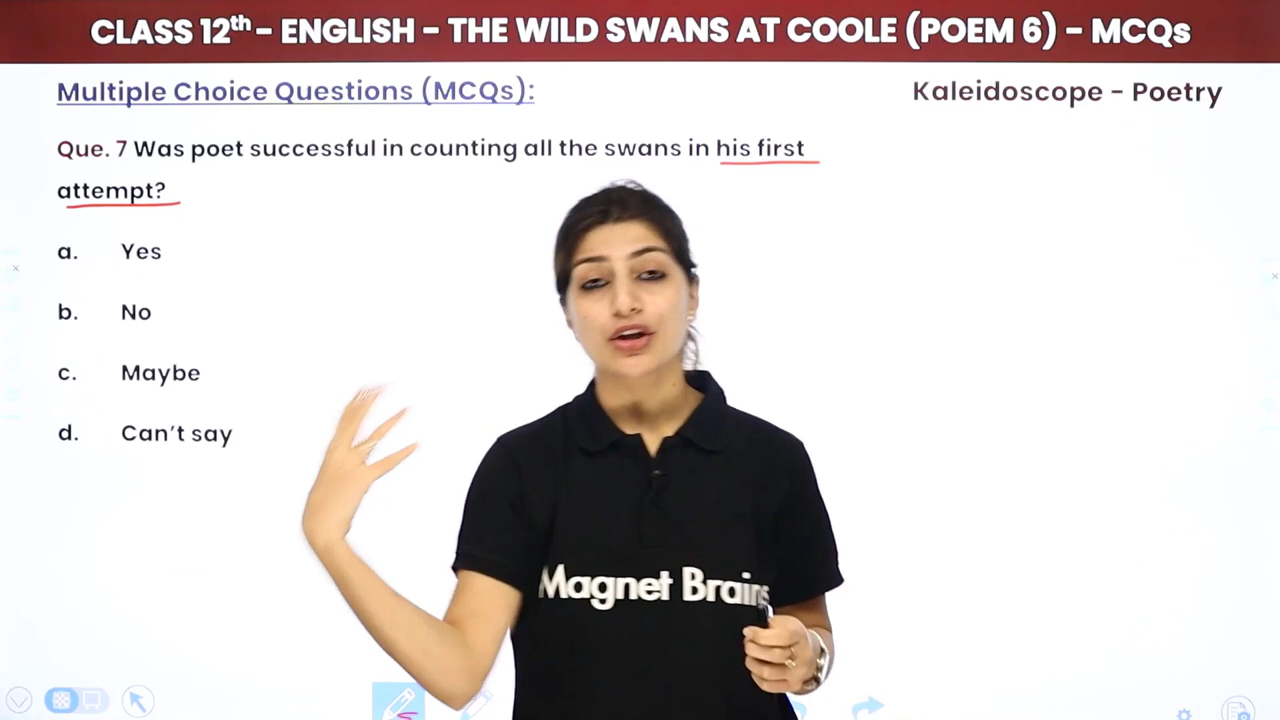 CLASS 12th – ENGLISH – THE WILD SWANS AT COOLE (POEM 6) – MCQs
Multiple Choice Questions (MCQs):
Kaleidoscope – Poetry
Que. 7 Was poet successful in counting all the swans in his first
attempt?
a. Yes
b. No
c. Maybe
d. Can't say
Magnet Brains